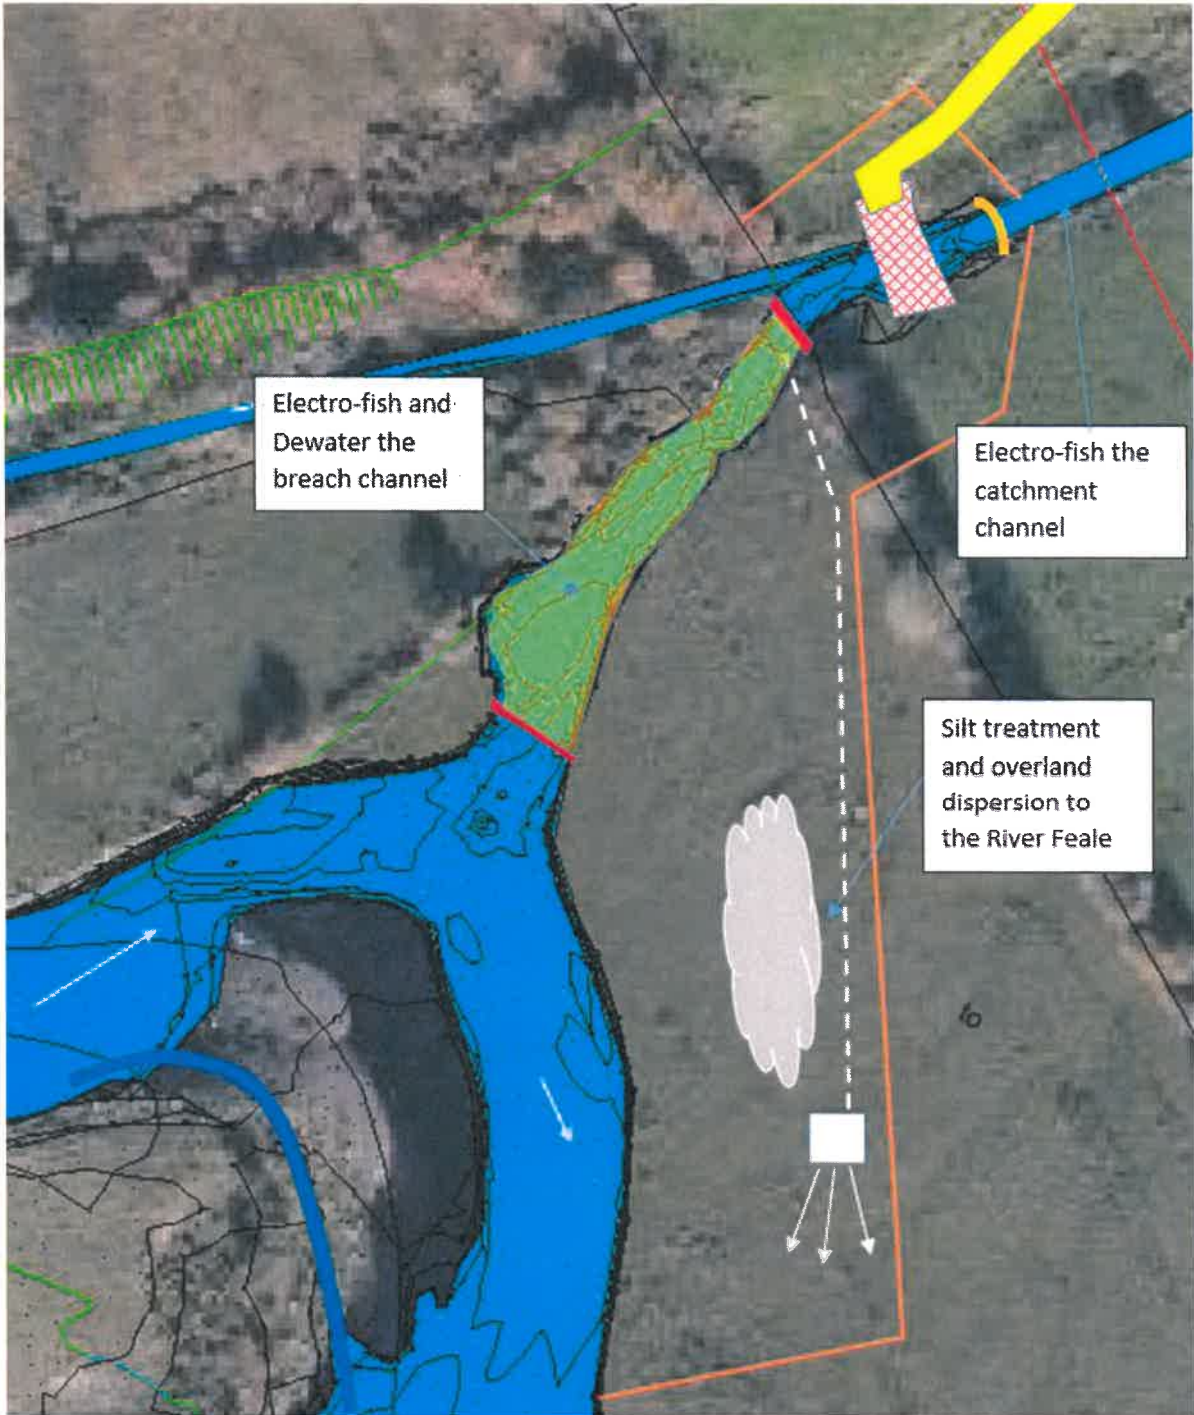 Electro-fish and
Dewater the
breach channel
Electro-fish the
catchment
channel
Silt treatment
and overland
dispersion to
the River Feale